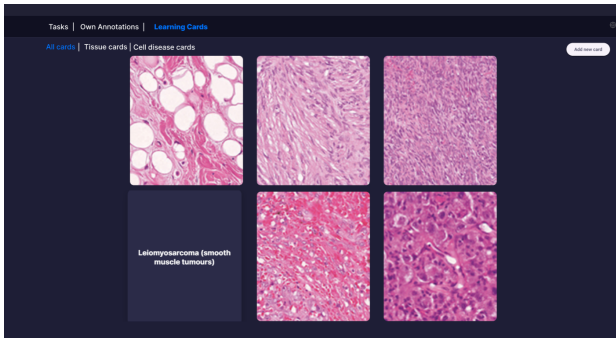 Tasks | Own Annotations | Learning Cards
All cards | Tissue cards | Cell disease cards
Add new card
Leiomyosarcoma (smooth
muscle tumours)